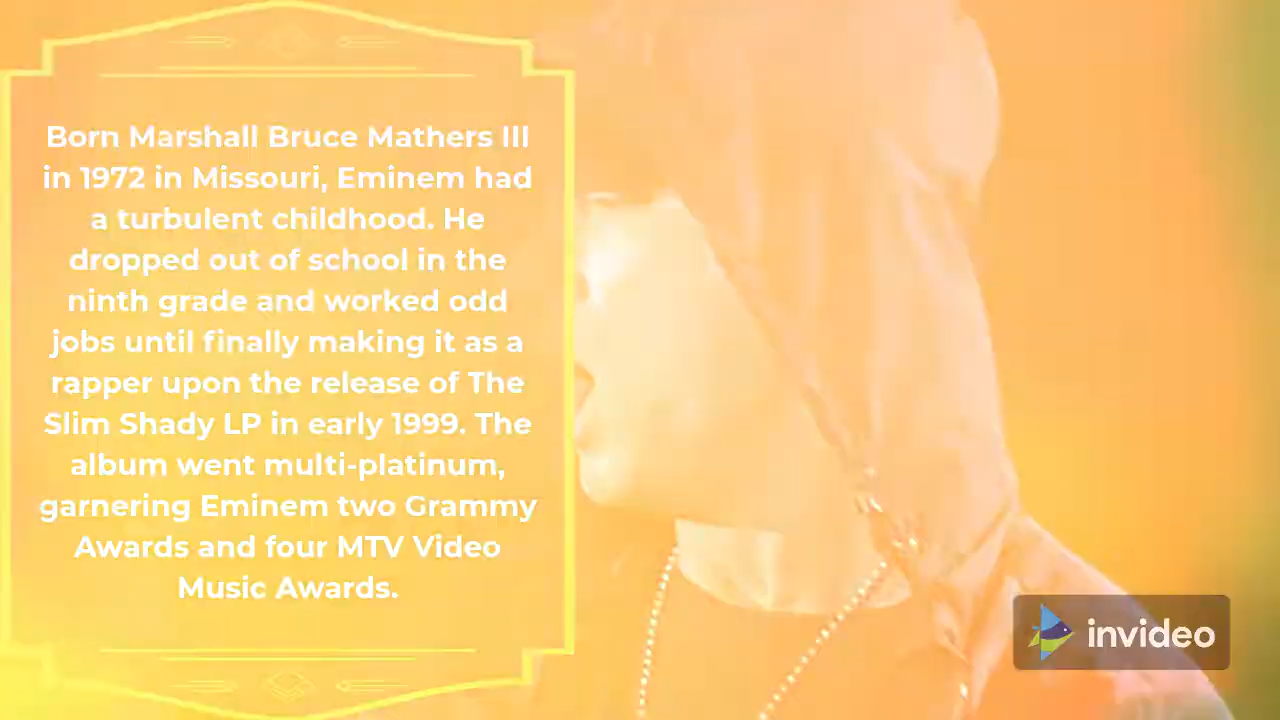 Born Marshall Bruce Mathers III
in 1972 in Missouri, Eminem had
a turbulent childhood. He
dropped out of school in the
ninth grade and worked odd
jobs until finally making it as a
rapper upon the release of The
Slim Shady LP in early 1999. The
album went multi-platinum,
garnering Eminem two Grammy
Awards and four MTV Video
Music Awards.
invideo